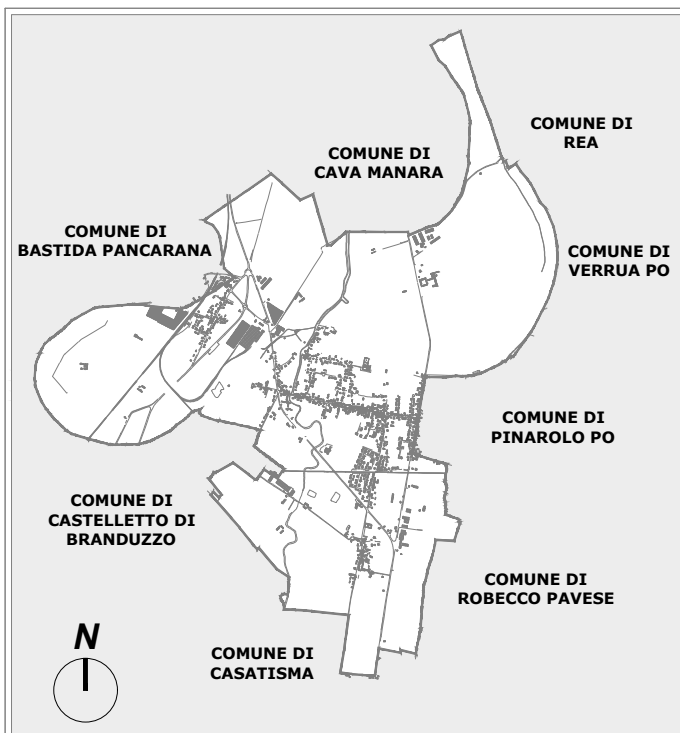 COMUNE DI
REA
COMUNE DI
CAVA MANARA
COMUNE DI
BASTIDA PANCARANA
COMUNE DI
VERRUA PO
COMUNE DI
PINAROLO PO
COMUNE DI
CASTELLETTO DI
BRANDUZZO
COMUNE DI
ROBECCO PAVESE
N
COMUNE DI
CASATISMA